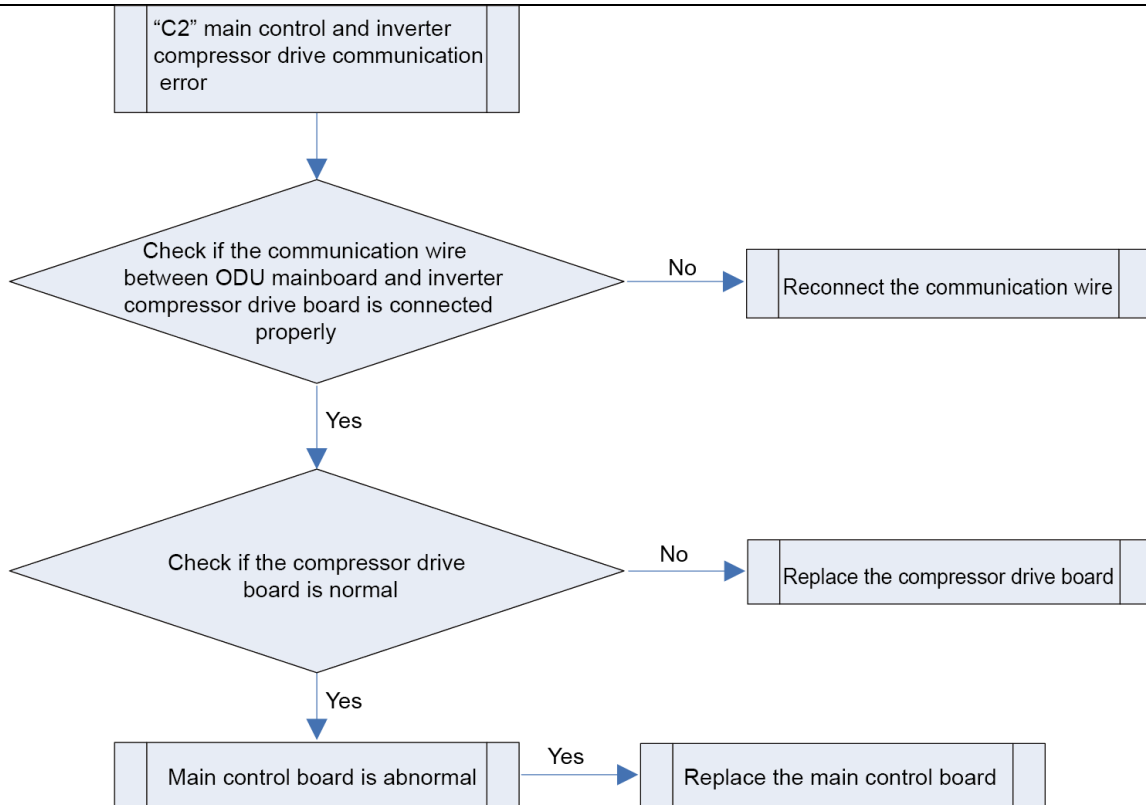 “C2” main control and inverter
compressor drive communication
error
Check if the communication wire
between ODU mainboard and inverter
compressor drive board is connected
properly
No
Reconnect the communication wire
Yes
Check if the compressor drive
board is normal
No
Replace the compressor drive board
Yes
Main control board is abnormal
Yes
Replace the main control board